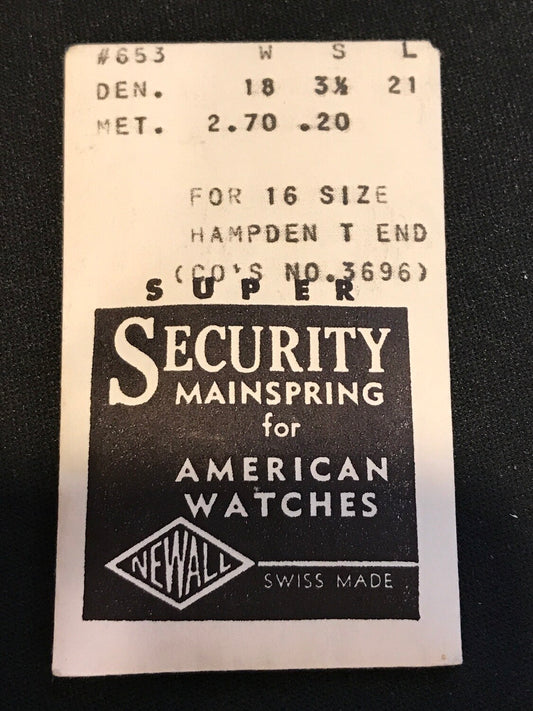 #653 W S L
DEN. 18 3½ 21
MET. 2.70 .20
FOR 16 SIZE
HAMPDEN T END
(CO'S NO.3696)
SUPER
SECURITY
MAINSPRING
for
AMERICAN
WATCHES
NEWALL
SWISS MADE